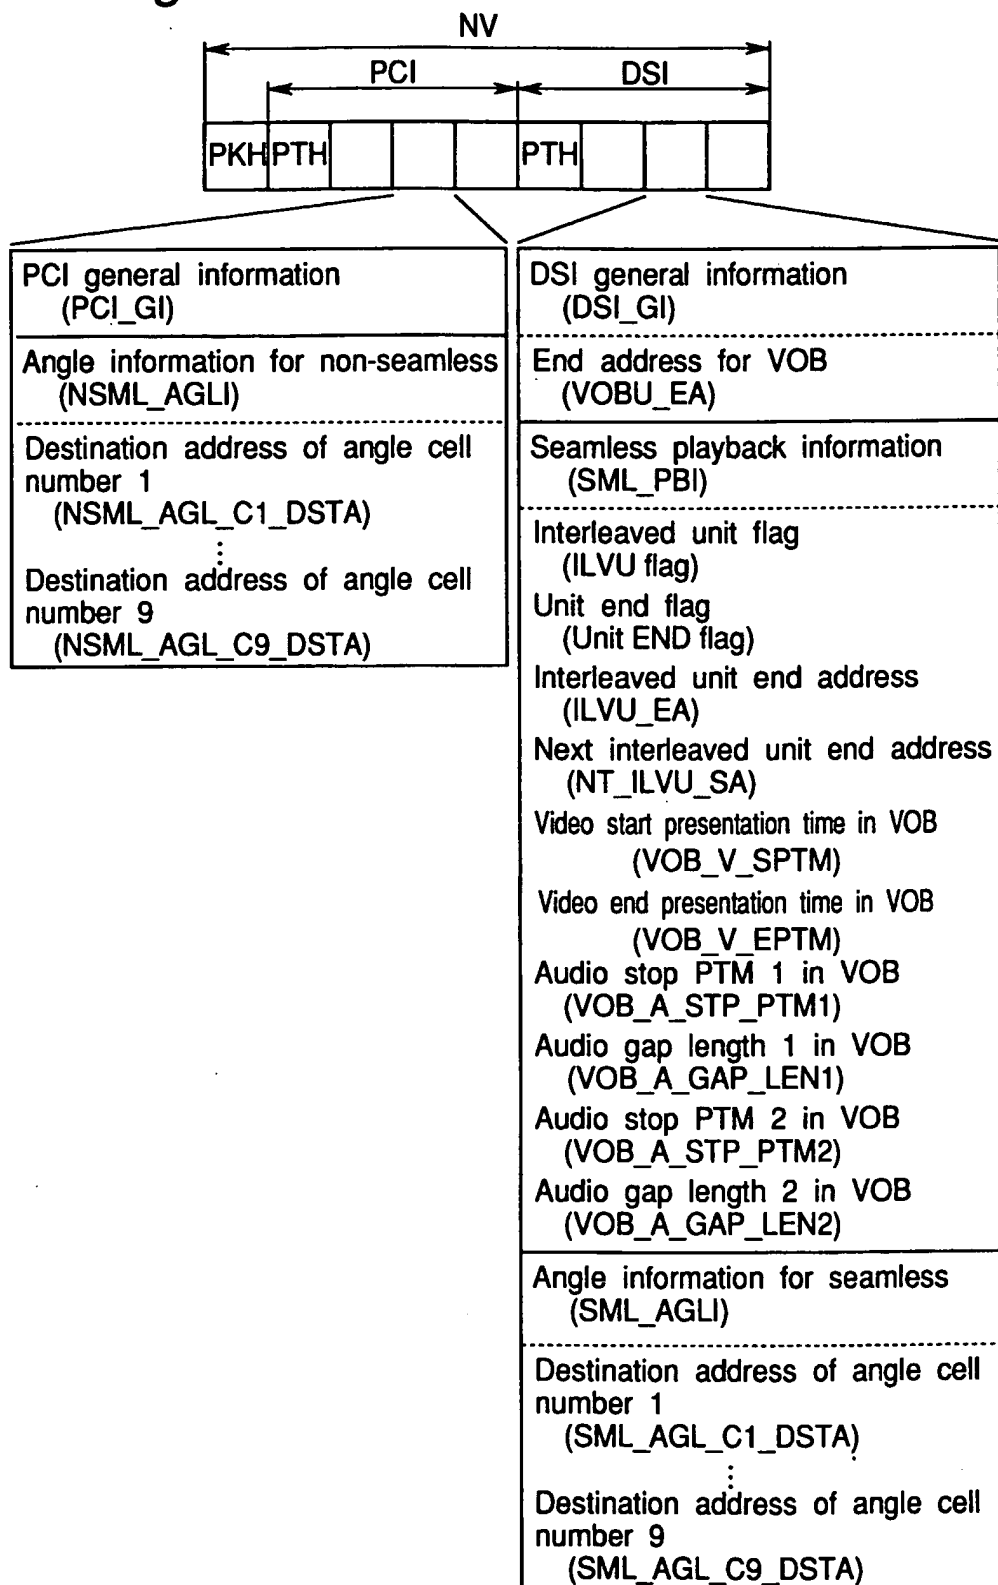 NV
PCI
DSI
PKH PTH PTH
PCI general information
(PCI_GI)
Angle information for non-seamless
(NSML_AGLI)
Destination address of angle cell
number 1
(NSML_AGL_C1_DSTA)
⋮
Destination address of angle cell
number 9
(NSML_AGL_C9_DSTA)
DSI general information
(DSI_GI)
End address for VOB
(VOBU_EA)
Seamless playback information
(SML_PBI)
Interleaved unit flag
(ILVU flag)
Unit end flag
(Unit END flag)
Interleaved unit end address
(ILVU_EA)
Next interleaved unit end address
(NT_ILVU_SA)
Video start presentation time in VOB
(VOB_V_SPTM)
Video end presentation time in VOB
(VOB_V_EPTM)
Audio stop PTM 1 in VOB
(VOB_A_STP_PTM1)
Audio gap length 1 in VOB
(VOB_A_GAP_LEN1)
Audio stop PTM 2 in VOB
(VOB_A_STP_PTM2)
Audio gap length 2 in VOB
(VOB_A_GAP_LEN2)
Angle information for seamless
(SML_AGLI)
Destination address of angle cell
number 1
(SML_AGL_C1_DSTA)
⋮
Destination address of angle cell
number 9
(SML_AGL_C9_DSTA)